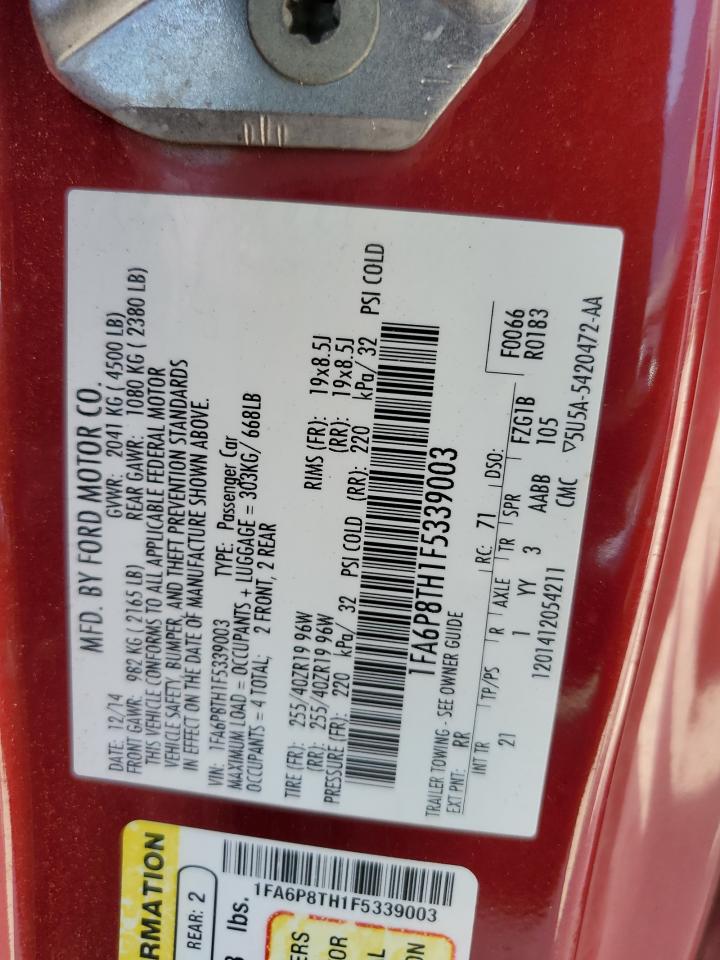 MFD. BY FORD MOTOR CO.
DATE: 12/14 GVWR: 2041 KG ( 4500 LB)
FRONT GAWR: 982 KG ( 2165 LB) REAR GAWR: 1080 KG ( 2380 LB)
THIS VEHICLE CONFORMS TO ALL APPLICABLE FEDERAL MOTOR
VEHICLE SAFETY, BUMPER, AND THEFT PREVENTION STANDARDS
IN EFFECT ON THE DATE OF MANUFACTURE SHOWN ABOVE.
VIN: 1FA6P8TH1F5339003 TYPE: Passenger Car
MAXIMUM LOAD = OCCUPANTS + LUGGAGE = 303KG/ 668LB
OCCUPANTS = 4 TOTAL; 2 FRONT, 2 REAR
TIRE (FR): 255/40ZR19 96W RIMS (FR): 19x8.5J
(RR): 255/40ZR19 96W (RR): 19x8.5J
PRESSURE (FR): 220 kPa/ 32 PSI COLD (RR): 220 kPa/ 32 PSI COLD
1FA6P8TH1F5339003
TRAILER TOWING - SEE OWNER GUIDE
EXT PNT: RR RC: 71 DSO: F0066
INT TR TP/PS R AXLE TR SPR FZG1B R0183
21 1 YY 3 AABB 105
1201412054211 CMC ▽5U5A-5420472-AA
RMATION
REAR: 2
lbs.
1FA6P8TH1F5339003
ERS
OR
L
ON